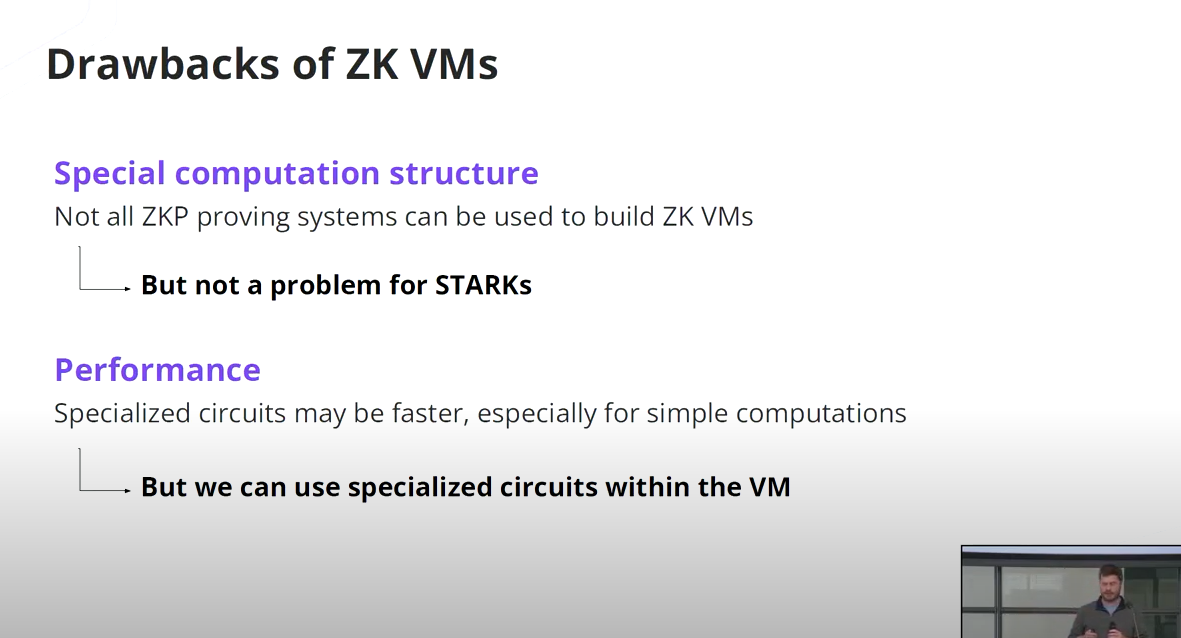 Drawbacks of ZK VMs
Special computation structure
Not all ZKP proving systems can be used to build ZK VMs
But not a problem for STARKs
Performance
Specialized circuits may be faster, especially for simple computations
But we can use specialized circuits within the VM